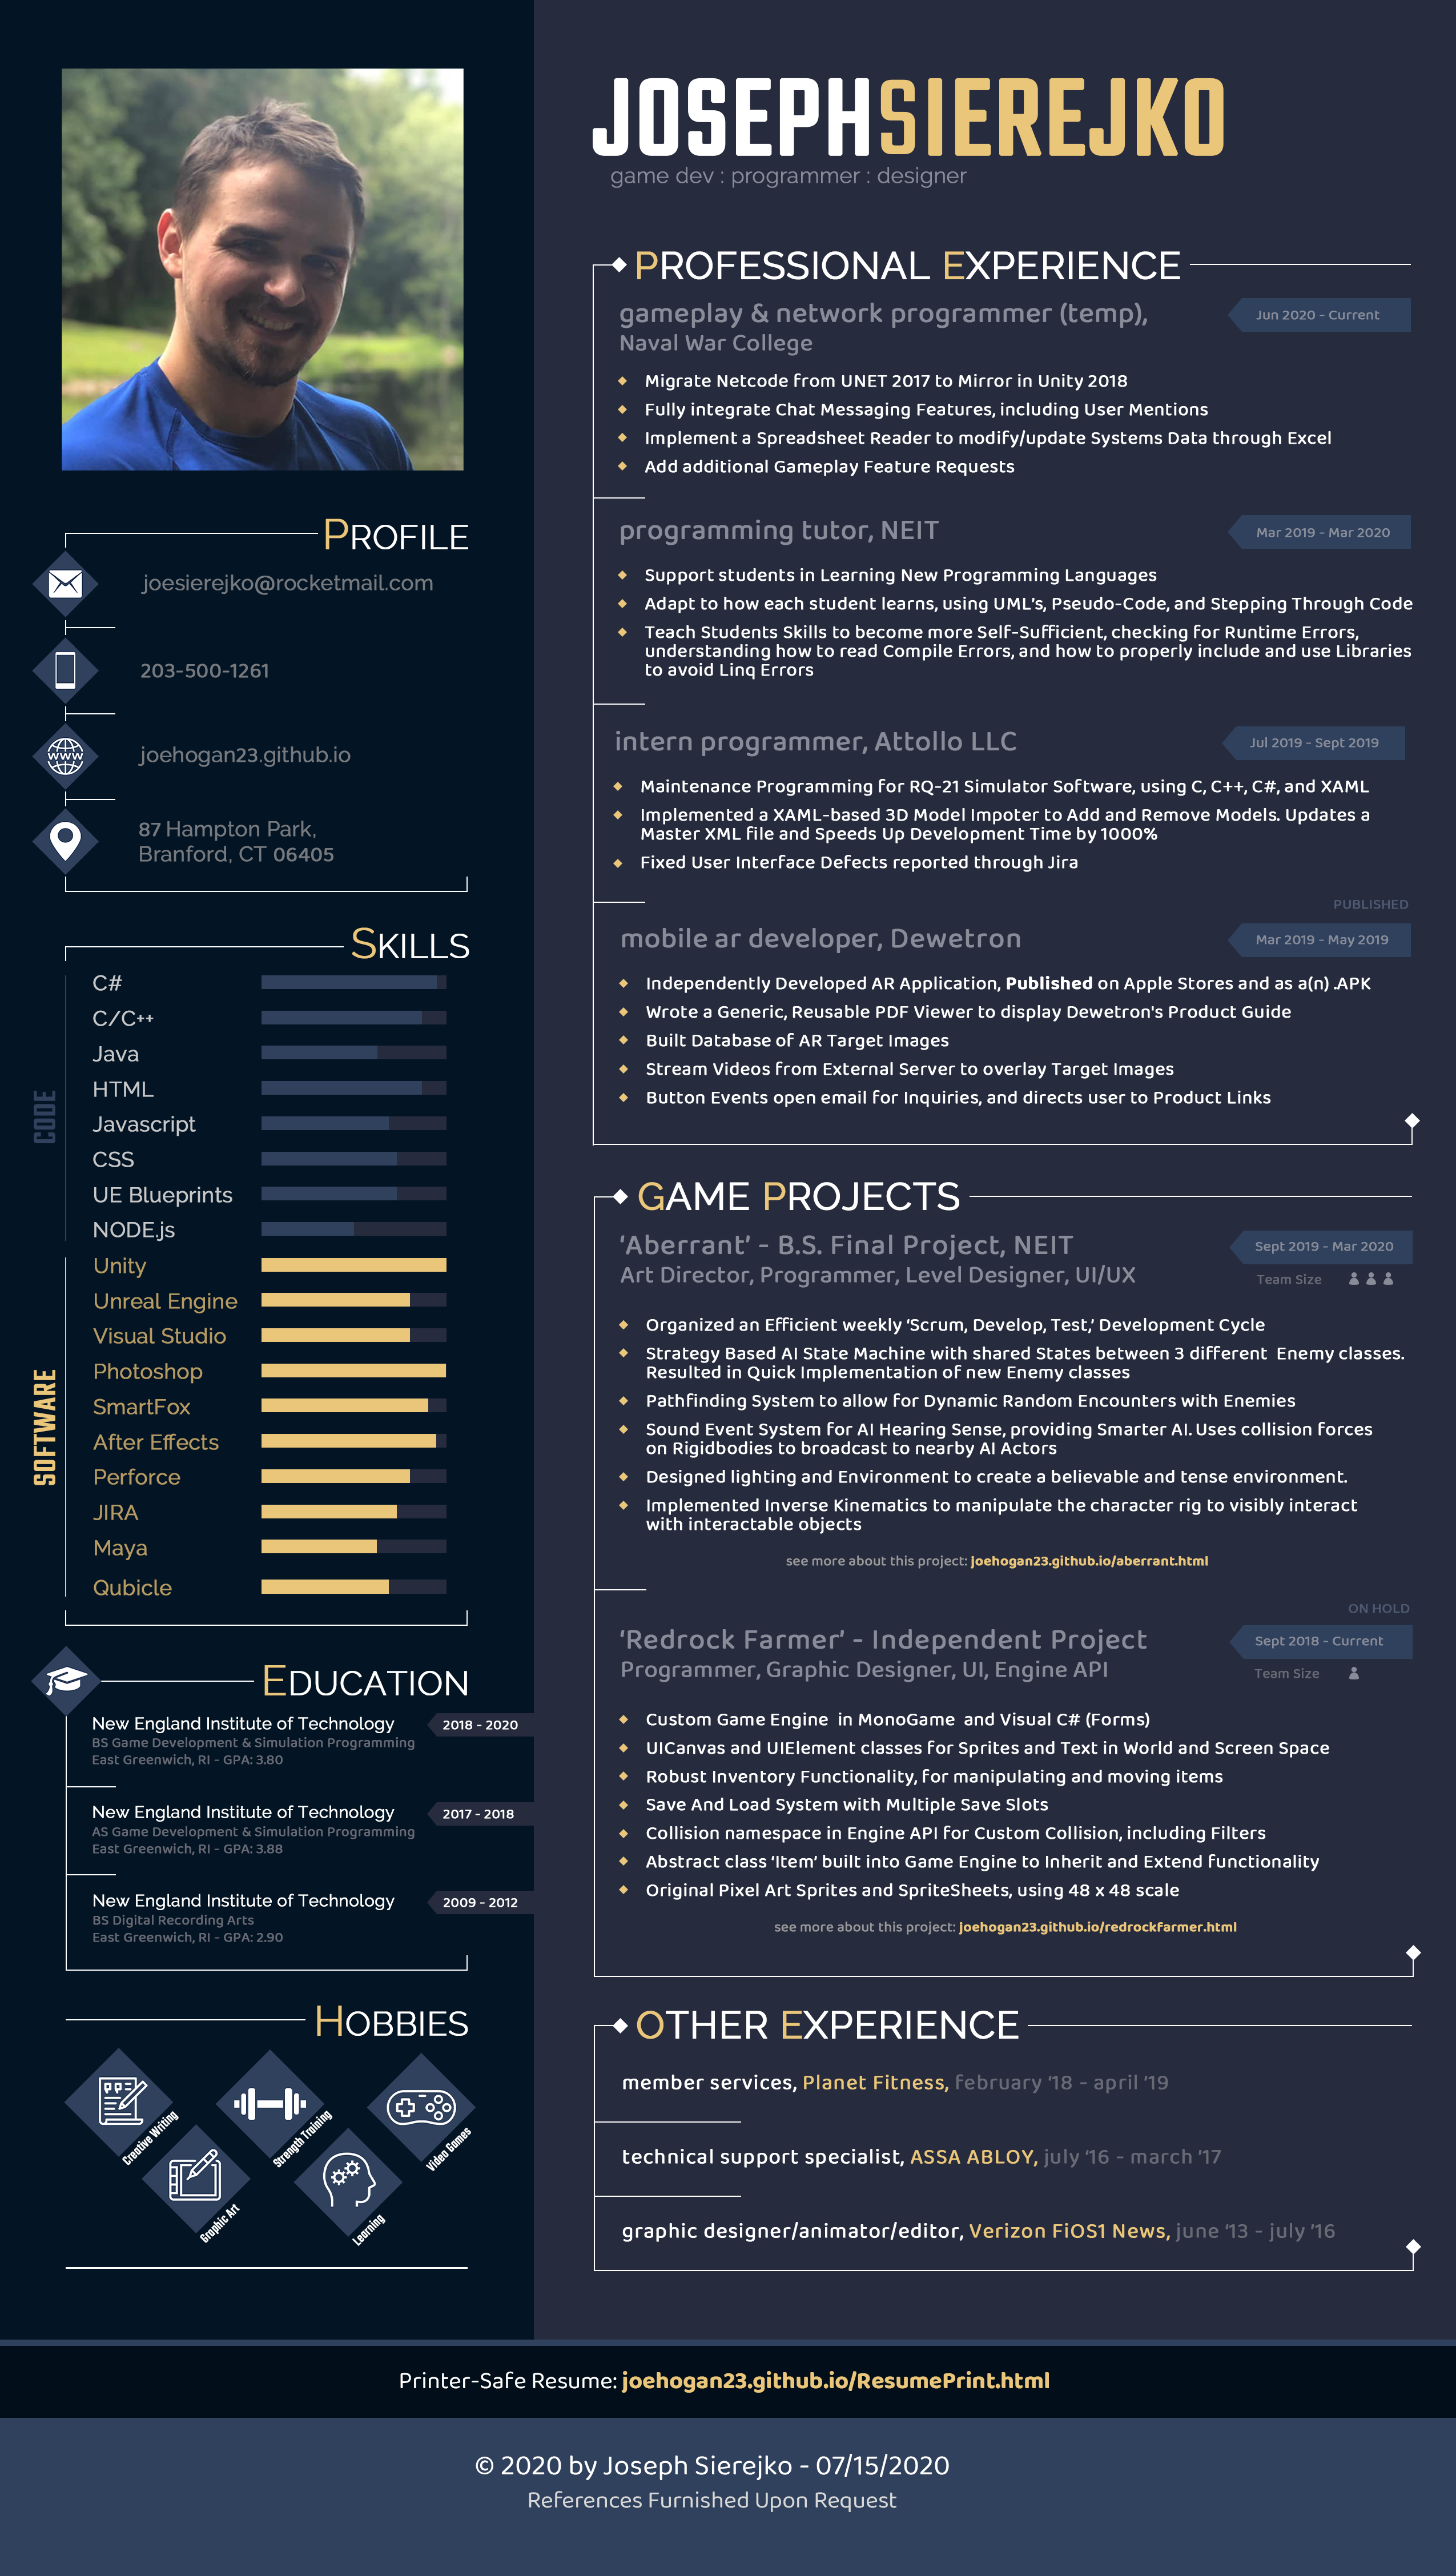 JOSEPHSIEREJKO
game dev : programmer : designer
PROFILE
joesierejko@rocketmail.com
203-500-1261
www
joehogan23.github.io
87 Hampton Park,
Branford, CT 06405
SKILLS
CODE
C#
C/C++
Java
HTML
Javascript
CSS
UE Blueprints
NODE.js
SOFTWARE
Unity
Unreal Engine
Visual Studio
Photoshop
SmartFox
After Effects
Perforce
JIRA
Maya
Qubicle
EDUCATION
New England Institute of Technology 2018 - 2020
BS Game Development & Simulation Programming
East Greenwich, RI - GPA: 3.80
New England Institute of Technology 2017 - 2018
AS Game Development & Simulation Programming
East Greenwich, RI - GPA: 3.88
New England Institute of Technology 2009 - 2012
BS Digital Recording Arts
East Greenwich, RI - GPA: 2.90
HOBBIES
Creative Writing
Strength Training
Video Games
Graphic Art
Learning
PROFESSIONAL EXPERIENCE
gameplay & network programmer (temp), Jun 2020 - Current
Naval War College
Migrate Netcode from UNET 2017 to Mirror in Unity 2018
Fully integrate Chat Messaging Features, including User Mentions
Implement a Spreadsheet Reader to modify/update Systems Data through Excel
Add additional Gameplay Feature Requests
programming tutor, NEIT Mar 2019 - Mar 2020
Support students in Learning New Programming Languages
Adapt to how each student learns, using UML's, Pseudo-Code, and Stepping Through Code
Teach Students Skills to become more Self-Sufficient, checking for Runtime Errors,
understanding how to read Compile Errors, and how to properly include and use Libraries
to avoid Linq Errors
intern programmer, Attollo LLC Jul 2019 - Sept 2019
Maintenance Programming for RQ-21 Simulator Software, using C, C++, C#, and XAML
Implemented a XAML-based 3D Model Impoter to Add and Remove Models. Updates a
Master XML file and Speeds Up Development Time by 1000%
Fixed User Interface Defects reported through Jira
PUBLISHED
mobile ar developer, Dewetron Mar 2019 - May 2019
Independently Developed AR Application, Published on Apple Stores and as a(n) .APK
Wrote a Generic, Reusable PDF Viewer to display Dewetron's Product Guide
Built Database of AR Target Images
Stream Videos from External Server to overlay Target Images
Button Events open email for Inquiries, and directs user to Product Links
GAME PROJECTS
'Aberrant' - B.S. Final Project, NEIT Sept 2019 - Mar 2020
Art Director, Programmer, Level Designer, UI/UX Team Size
Organized an Efficient weekly 'Scrum, Develop, Test,' Development Cycle
Strategy Based AI State Machine with shared States between 3 different Enemy classes.
Resulted in Quick Implementation of new Enemy classes
Pathfinding System to allow for Dynamic Random Encounters with Enemies
Sound Event System for AI Hearing Sense, providing Smarter AI. Uses collision forces
on Rigidbodies to broadcast to nearby AI Actors
Designed lighting and Environment to create a believable and tense environment.
Implemented Inverse Kinematics to manipulate the character rig to visibly interact
with interactable objects
see more about this project: joehogan23.github.io/aberrant.html
ON HOLD
'Redrock Farmer' - Independent Project Sept 2018 - Current
Programmer, Graphic Designer, UI, Engine API Team Size
Custom Game Engine in MonoGame and Visual C# (Forms)
UICanvas and UIElement classes for Sprites and Text in World and Screen Space
Robust Inventory Functionality, for manipulating and moving items
Save And Load System with Multiple Save Slots
Collision namespace in Engine API for Custom Collision, including Filters
Abstract class 'Item' built into Game Engine to Inherit and Extend functionality
Original Pixel Art Sprites and SpriteSheets, using 48 x 48 scale
see more about this project: joehogan23.github.io/redrockfarmer.html
OTHER EXPERIENCE
member services, Planet Fitness, february '18 - april '19
technical support specialist, ASSA ABLOY, july '16 - march '17
graphic designer/animator/editor, Verizon FiOS1 News, june '13 - july '16
Printer-Safe Resume: joehogan23.github.io/ResumePrint.html
© 2020 by Joseph Sierejko - 07/15/2020
References Furnished Upon Request